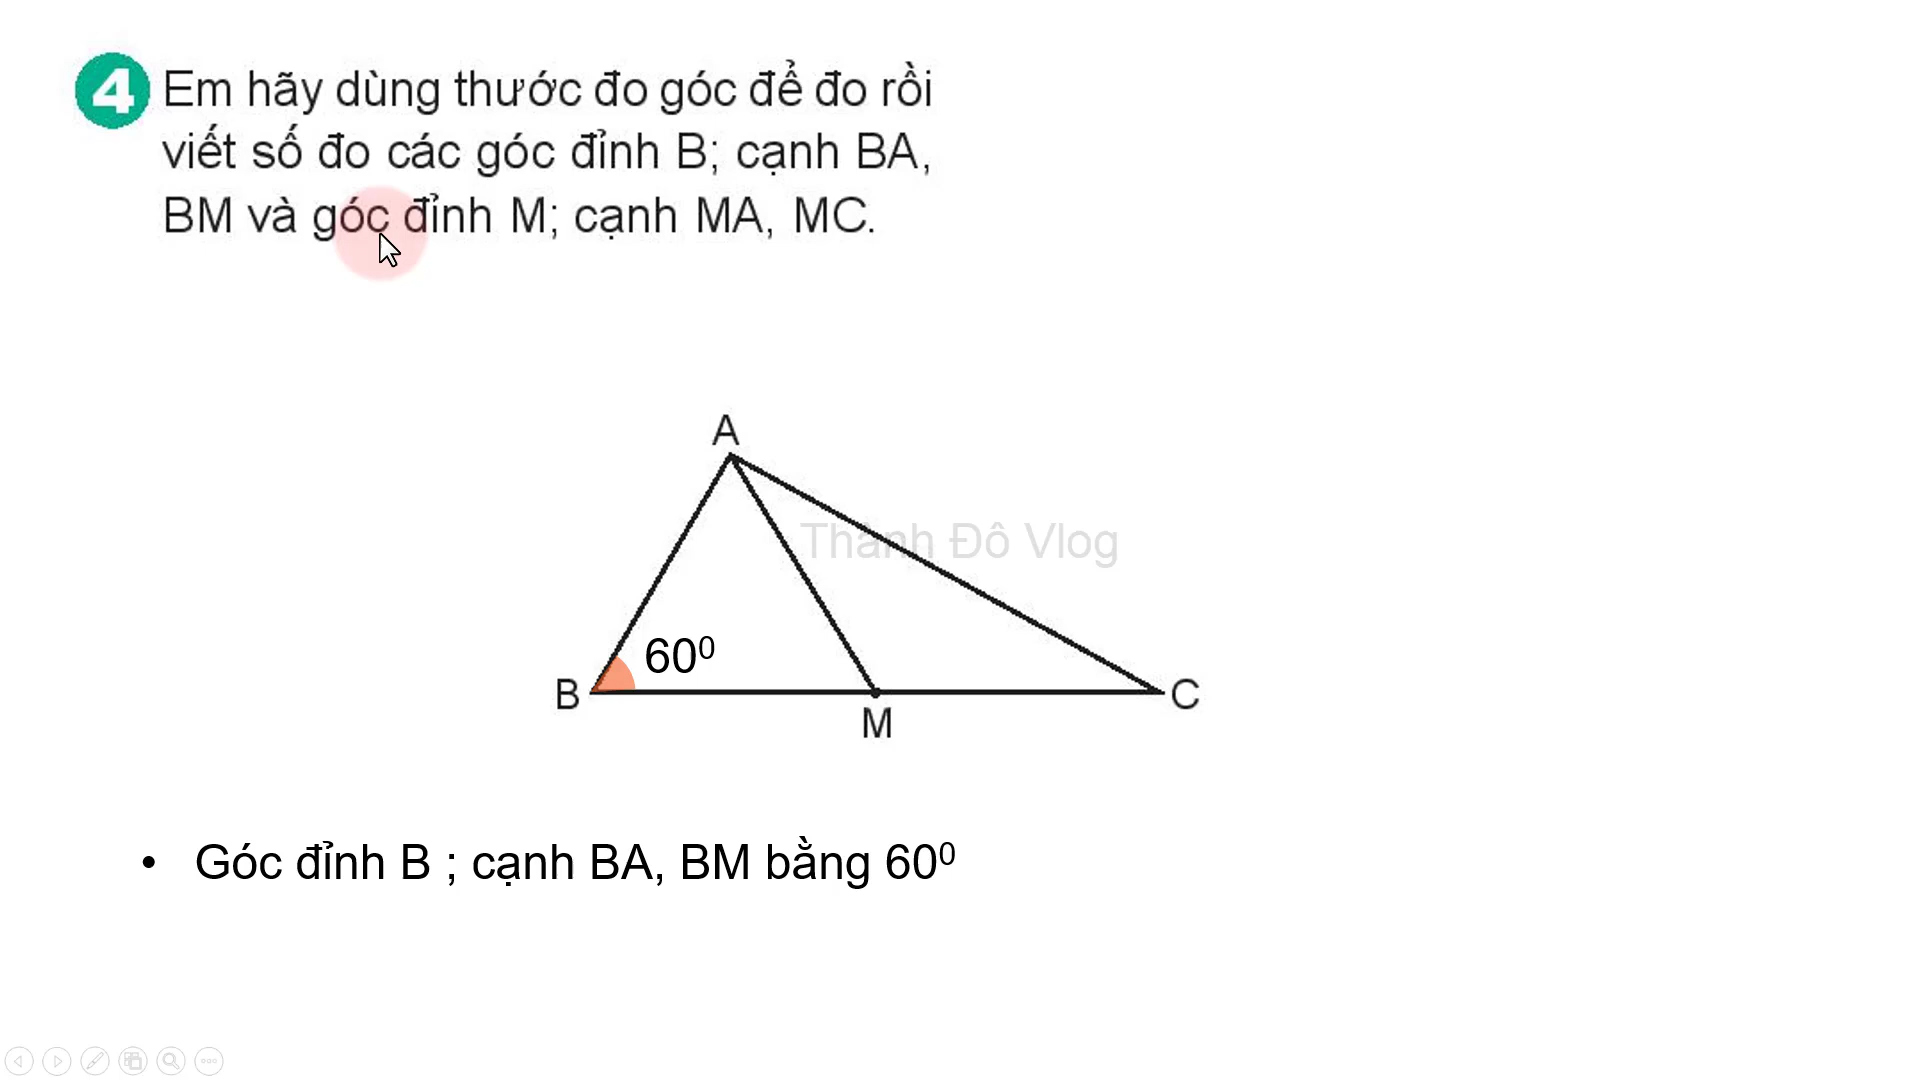 4 Em hãy dùng thước đo góc để đo rồi
viết số đo các góc đỉnh B; cạnh BA,
BM và góc đỉnh M; cạnh MA, MC.
A
Thành Đô Vlog
60⁰
B
C
M
• Góc đỉnh B ; cạnh BA, BM bằng 60⁰